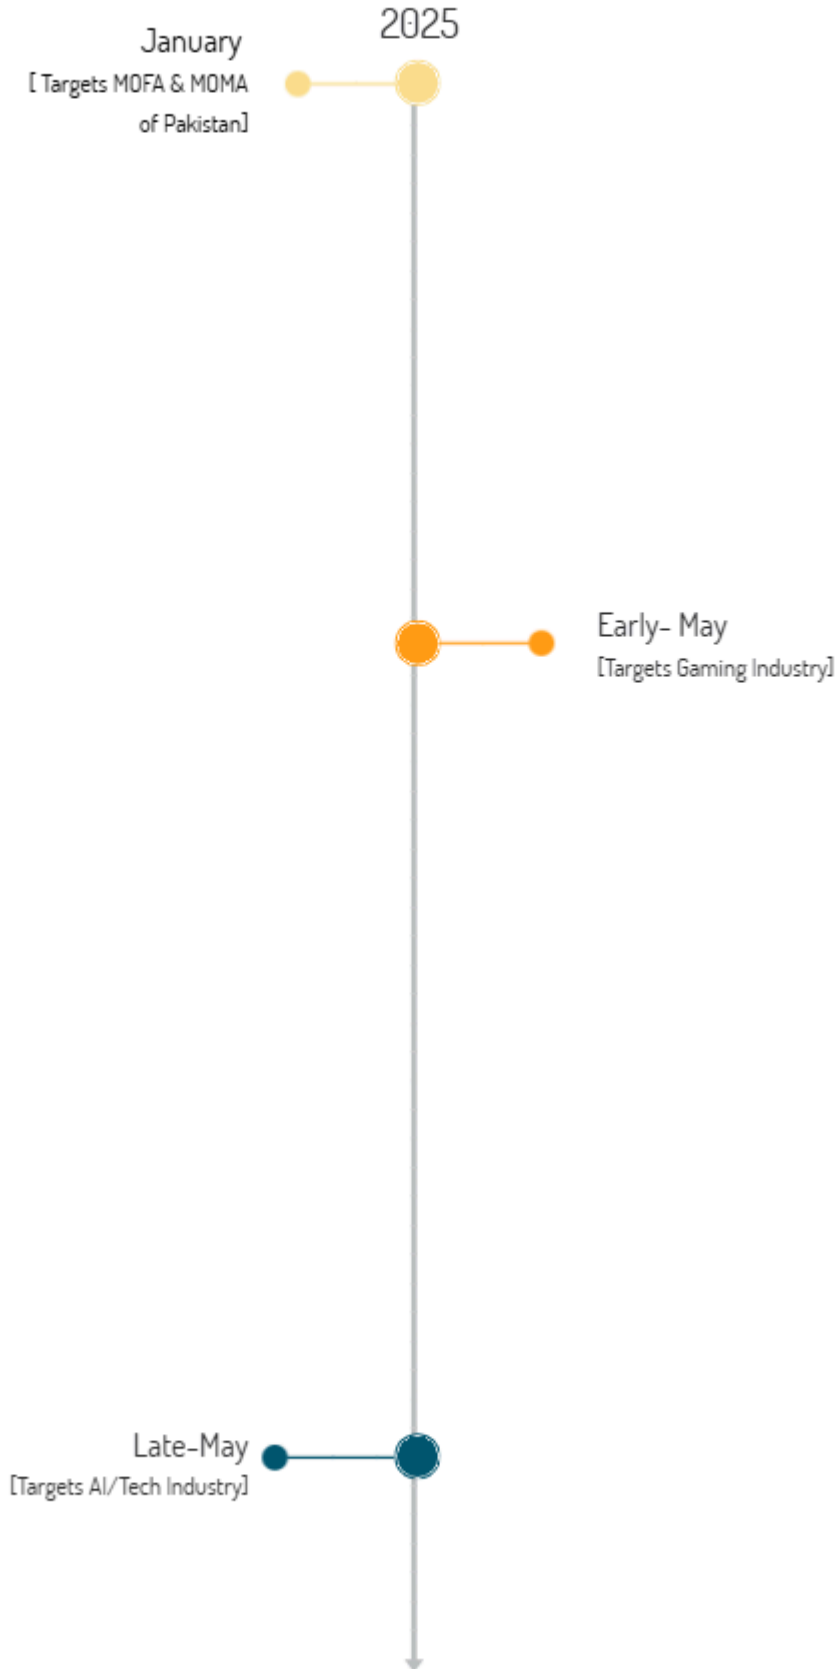 2025
January
[ Targets MOFA & MOMA
of Pakistan]
Early- May
[Targets Gaming Industry]
Late-May
[Targets AI/Tech Industry]